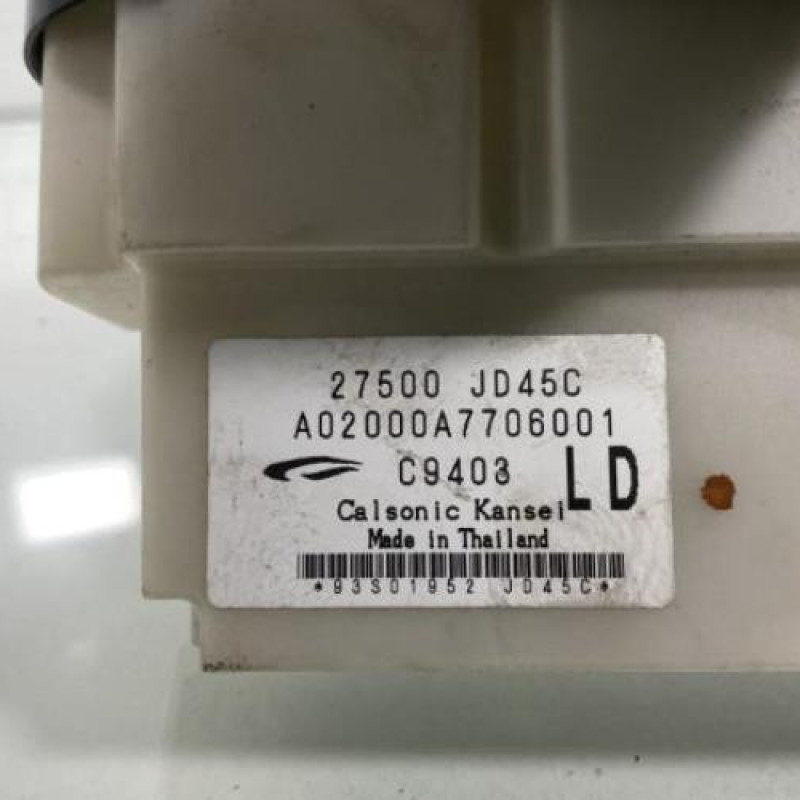 27500 JD45C
A02000A7706001
C9403 LD
Calsonic Kansei
Made in Thailand
*93S01952 JD45C*